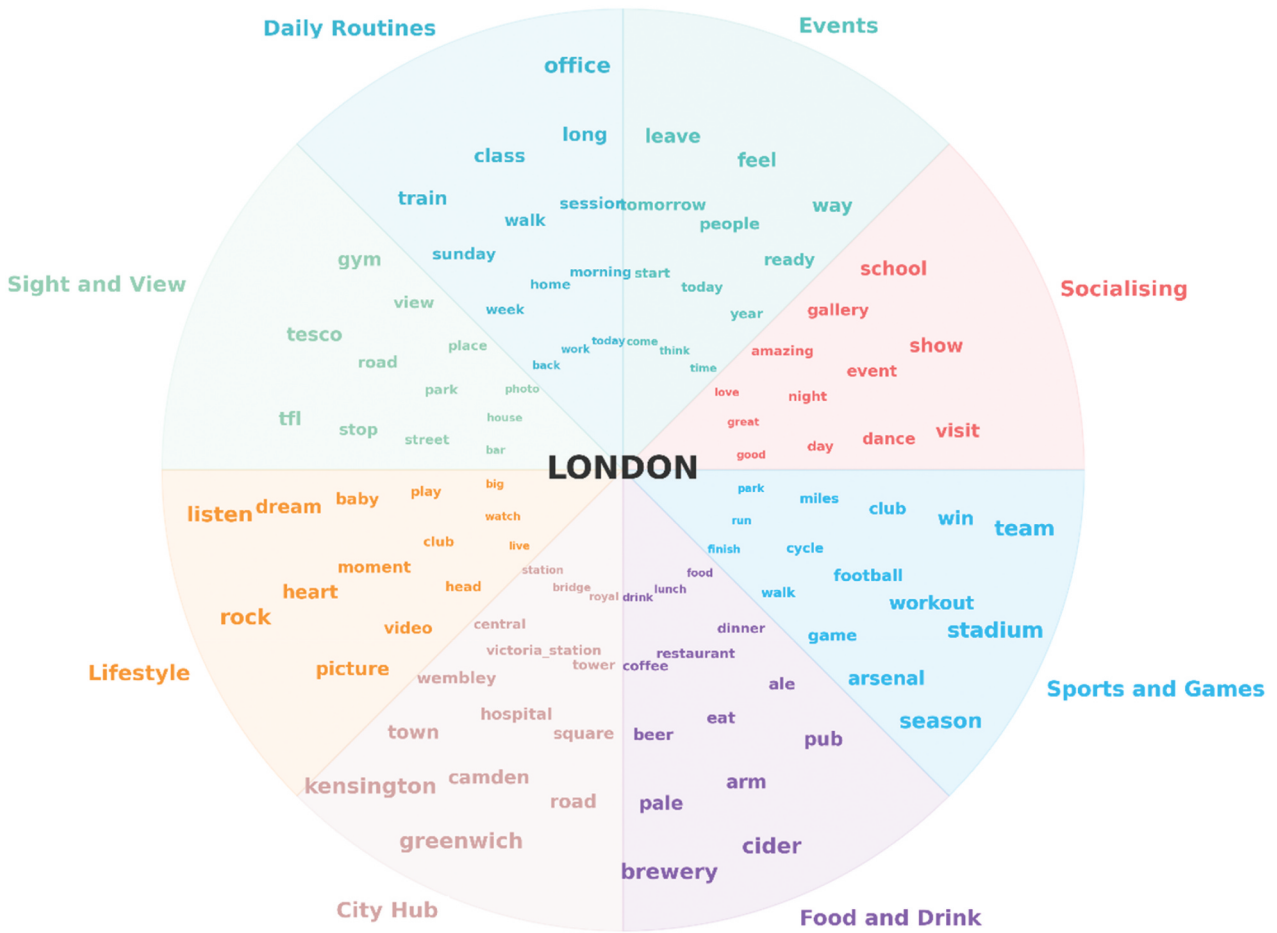 Daily Routines
office
long
class
train
session
walk
sunday
morning
home
week
today
work
back
Events
leave
feel
tomorrow
way
people
ready
start
today
year
come
think
time
Socialising
school
gallery
show
amazing
event
love
night
great
visit
dance
day
good
Sports and Games
park
miles
club
win
team
run
finish
cycle
football
walk
workout
stadium
game
arsenal
season
Food and Drink
food
lunch
drink
dinner
restaurant
coffee
ale
eat
beer
pub
arm
pale
cider
brewery
City Hub
station
bridge
royal
central
victoria_station
tower
wembley
hospital
town
square
camden
kensington
road
greenwich
Lifestyle
big
play
baby
dream
listen
watch
club
live
moment
head
heart
rock
video
picture
Sight and View
gym
view
tesco
place
road
park
photo
tfl
house
stop
street
bar
LONDON